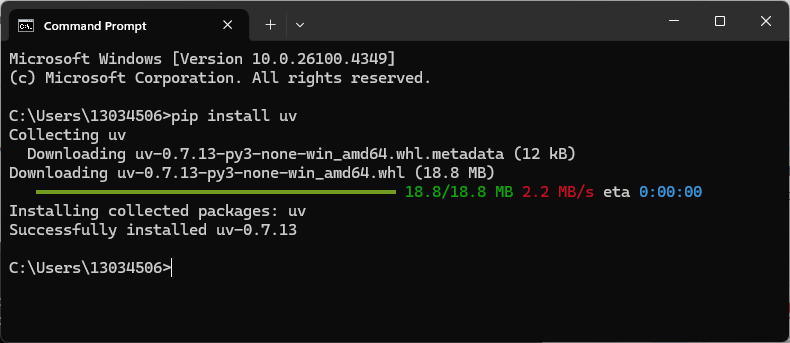 Command Prompt
Microsoft Windows [Version 10.0.26100.4349]
(c) Microsoft Corporation. All rights reserved.
C:\Users\13034506>pip install uv
Collecting uv
  Downloading uv-0.7.13-py3-none-win_amd64.whl.metadata (12 kB)
Downloading uv-0.7.13-py3-none-win_amd64.whl (18.8 MB)
18.8/18.8 MB 2.2 MB/s eta 0:00:00
Installing collected packages: uv
Successfully installed uv-0.7.13
C:\Users\13034506>